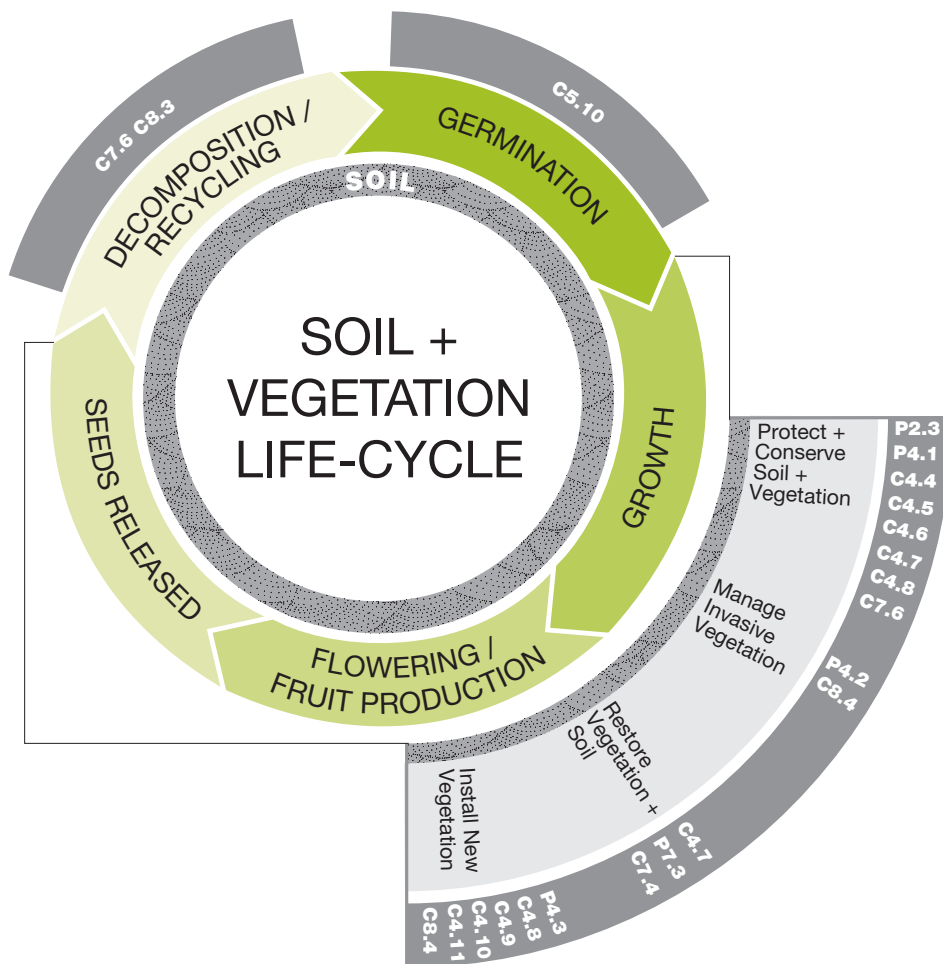 SOIL +
VEGETATION
LIFE-CYCLE
SOIL
GERMINATION
GROWTH
FLOWERING /
FRUIT PRODUCTION
SEEDS RELEASED
DECOMPOSITION /
RECYCLING
C7.6 C8.3
C5.10
Protect +
Conserve
Soil +
Vegetation
P2.3
P4.1
C4.4
C4.5
C4.6
C4.7
C4.8
C7.6
Manage
Invasive
Vegetation
P4.2
C8.4
Restore
Vegetation +
Soil
C4.7
P7.3
C7.4
Install New
Vegetation
P4.3
C4.8
C4.9
C4.10
C4.11
C8.4